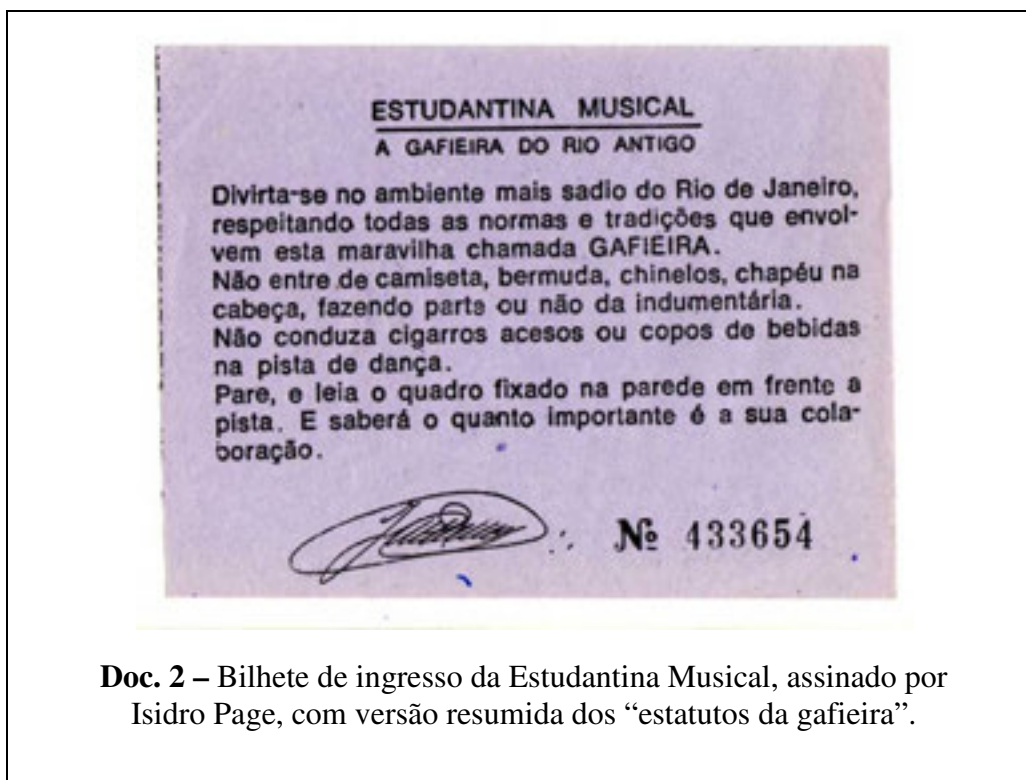 ESTUDANTINA MUSICAL
A GAFIEIRA DO RIO ANTIGO
Divirta-se no ambiente mais sadio do Rio de Janeiro,
respeitando todas as normas e tradições que envol-
vem esta maravilha chamada GAFIEIRA.
Não entre de camiseta, bermuda, chinelos, chapéu na
cabeça, fazendo parte ou não da indumentária.
Não conduza cigarros acesos ou copos de bebidas
na pista de dança.
Pare, e leia o quadro fixado na parede em frente a
pista. E saberá o quanto importante é a sua cola-
boração.
Nº 433654
Doc. 2 – Bilhete de ingresso da Estudantina Musical, assinado por
Isidro Page, com versão resumida dos “estatutos da gafieira”.